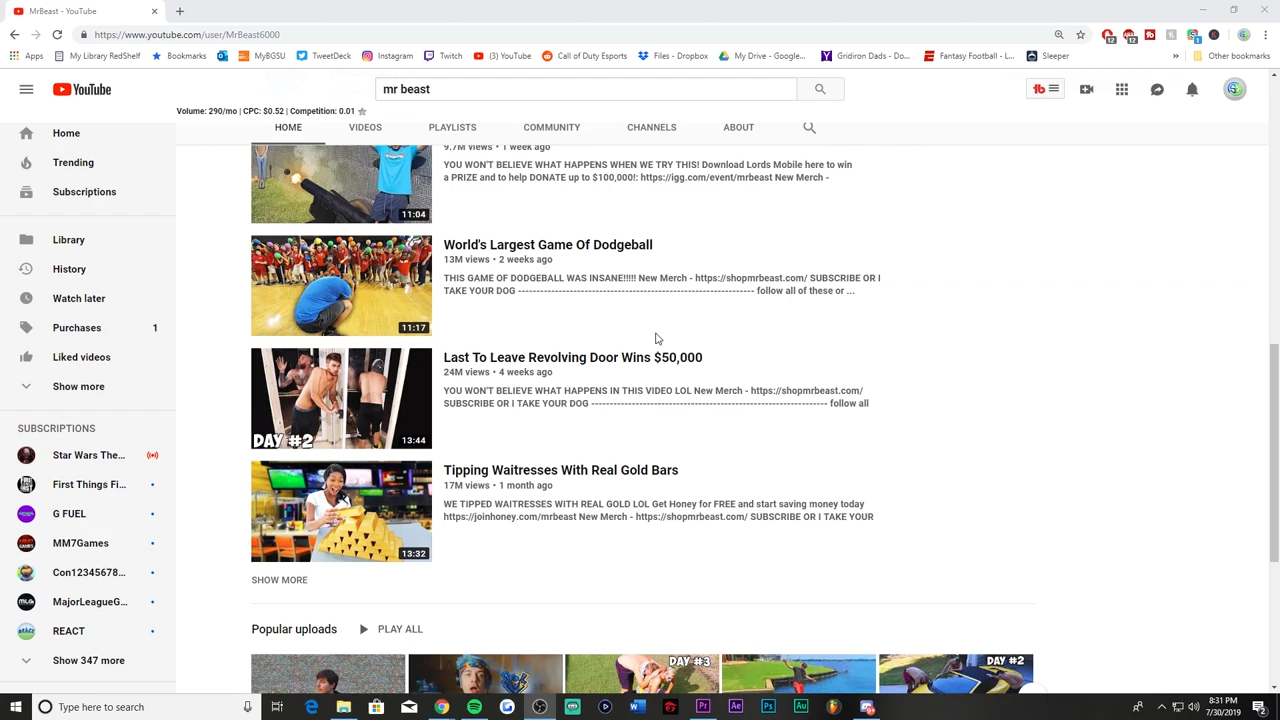 MrBeast - YouTube
https://www.youtube.com/user/MrBeast6000
Apps My Library RedShelf Bookmarks MyBGSU TweetDeck Instagram Twitch (3) YouTube Call of Duty Esports Files - Dropbox My Drive - Google... Gridiron Dads - Do... Fantasy Football - L... Sleeper » Other bookmarks
YouTube
mr beast
Volume: 290/mo | CPC: $0.52 | Competition: 0.01
HOME VIDEOS PLAYLISTS COMMUNITY CHANNELS ABOUT
Home
Trending
Subscriptions
Library
History
Watch later
Purchases 1
Liked videos
Show more
SUBSCRIPTIONS
Star Wars The...
First Things Fi...
G FUEL
MM7Games
Con12345678...
MajorLeagueG...
REACT
Show 347 more
9.7M views • 1 week ago
YOU WON'T BELIEVE WHAT HAPPENS WHEN WE TRY THIS! Download Lords Mobile here to win
a PRIZE and to help DONATE up to $100,000!: https://igg.com/event/mrbeast New Merch -
11:04
World's Largest Game Of Dodgeball
13M views • 2 weeks ago
THIS GAME OF DODGEBALL WAS INSANE!!!!! New Merch - https://shopmrbeast.com/ SUBSCRIBE OR I
TAKE YOUR DOG ---------------------------------------------------------------- follow all of these or ...
11:17
Last To Leave Revolving Door Wins $50,000
24M views • 4 weeks ago
YOU WON'T BELIEVE WHAT HAPPENS IN THIS VIDEO LOL New Merch - https://shopmrbeast.com/
SUBSCRIBE OR I TAKE YOUR DOG ---------------------------------------------------------------- follow all
DAY #2
13:44
Tipping Waitresses With Real Gold Bars
17M views • 1 month ago
WE TIPPED WAITRESSES WITH REAL GOLD LOL Get Honey for FREE and start saving money today
https://joinhoney.com/mrbeast New Merch - https://shopmrbeast.com/ SUBSCRIBE OR I TAKE YOUR
13:32
SHOW MORE
Popular uploads PLAY ALL
DAY #3
DAY #2
Type here to search
8:31 PM
7/30/2019